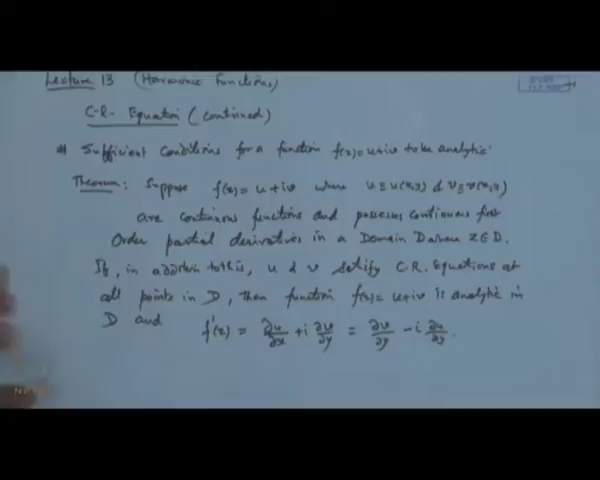 Lecture 13 (Harmonic Functions)
C-R- Equation (continued)
# Sufficient Conditions for a function f(z)=u+iv to be analytic
Theorem: Suppose f(z)= u+iv where u≡u(x,y) & v≡v(x,y)
are continuous functions and possesses continuous first
Order partial derivatives in a Domain D z∈D.
If, in addition to this, u & v satisfy C.R. Equations at
all points in D, then function f(z)=u+iv is analytic in
D and f'(z) = ∂u/∂x +i ∂v/∂y = ∂v/∂y -i ∂u/∂y.